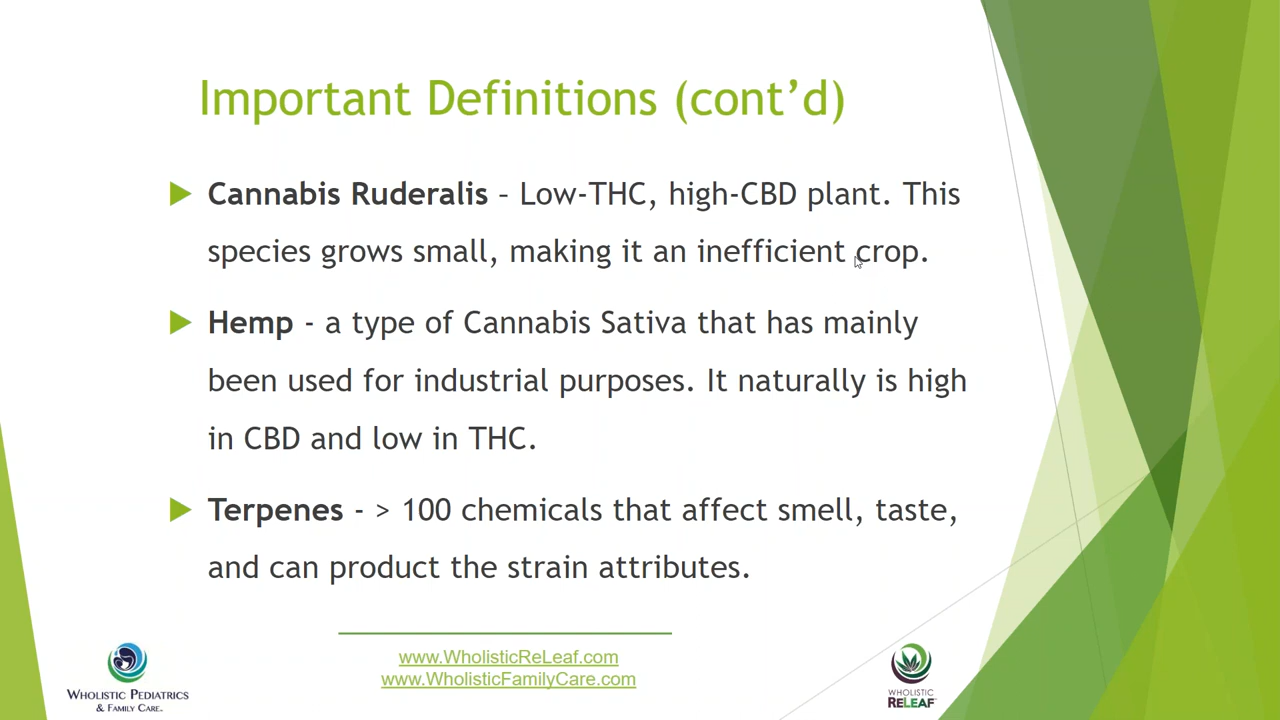 Important Definitions (cont’d)
Cannabis Ruderalis – Low-THC, high-CBD plant. This
species grows small, making it an inefficient crop.
Hemp - a type of Cannabis Sativa that has mainly
been used for industrial purposes. It naturally is high
in CBD and low in THC.
Terpenes - > 100 chemicals that affect smell, taste,
and can product the strain attributes.
www.WholisticReLeaf.com
www.WholisticFamilyCare.com
WHOLISTIC PEDIATRICS
& FAMILY CARE.
WHOLISTIC
RELEAF